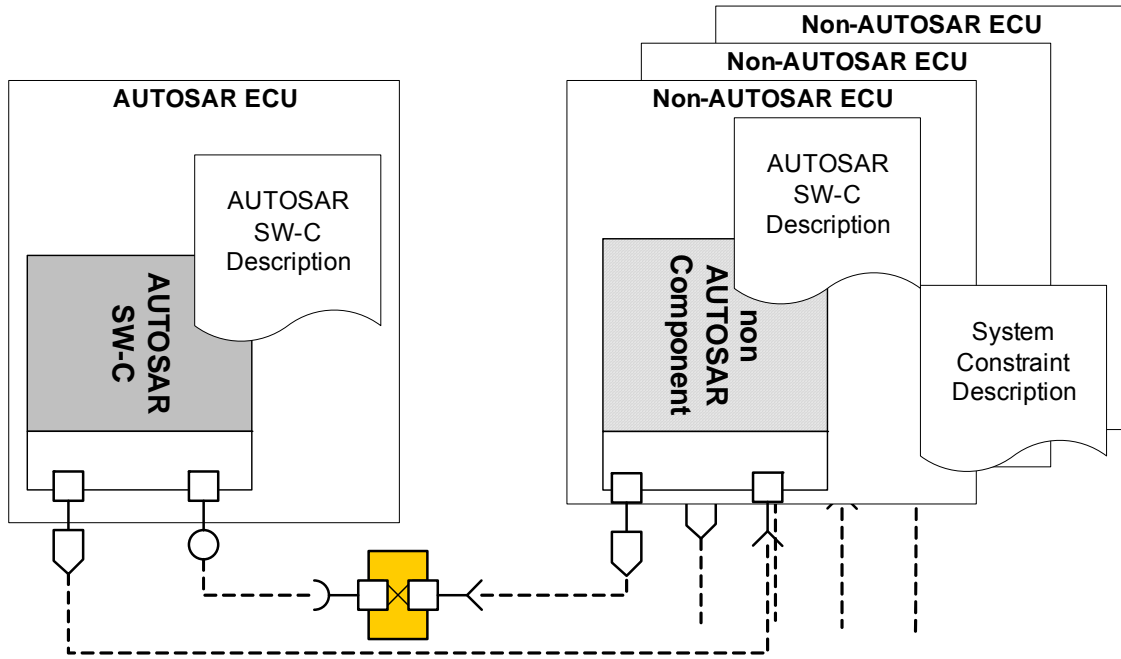 Non-AUTOSAR ECU
Non-AUTOSAR ECU
AUTOSAR ECU
Non-AUTOSAR ECU
AUTOSAR
SW-C
Description
AUTOSAR
SW-C
Description
AUTOSAR
SW-C
non
AUTOSAR
Component
System
Constraint
Description